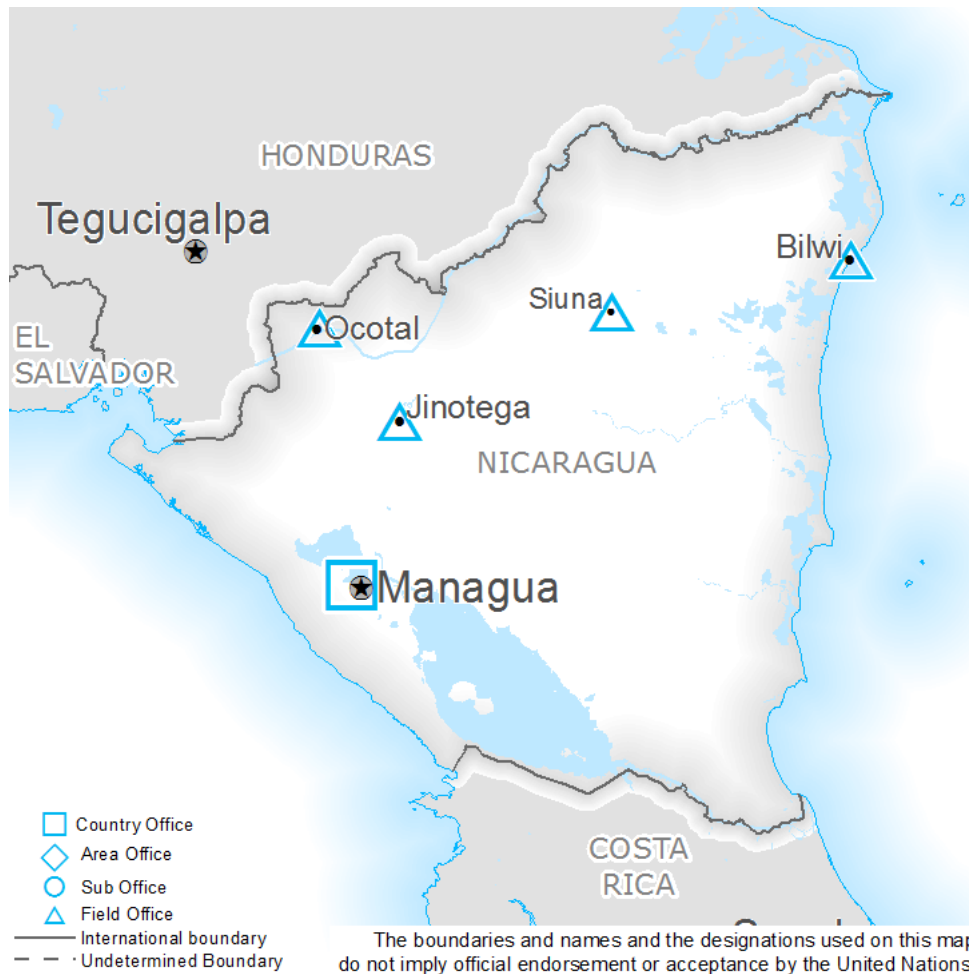 HONDURAS
Tegucigalpa
Bilwi
Siuna
Ocotal
EL
SALVADOR
Jinotega
NICARAGUA
Managua
Country Office
Area Office
Sub Office
Field Office
International boundary
Undetermined Boundary
COSTA
RICA
The boundaries and names and the designations used on this map
do not imply official endorsement or acceptance by the United Nations